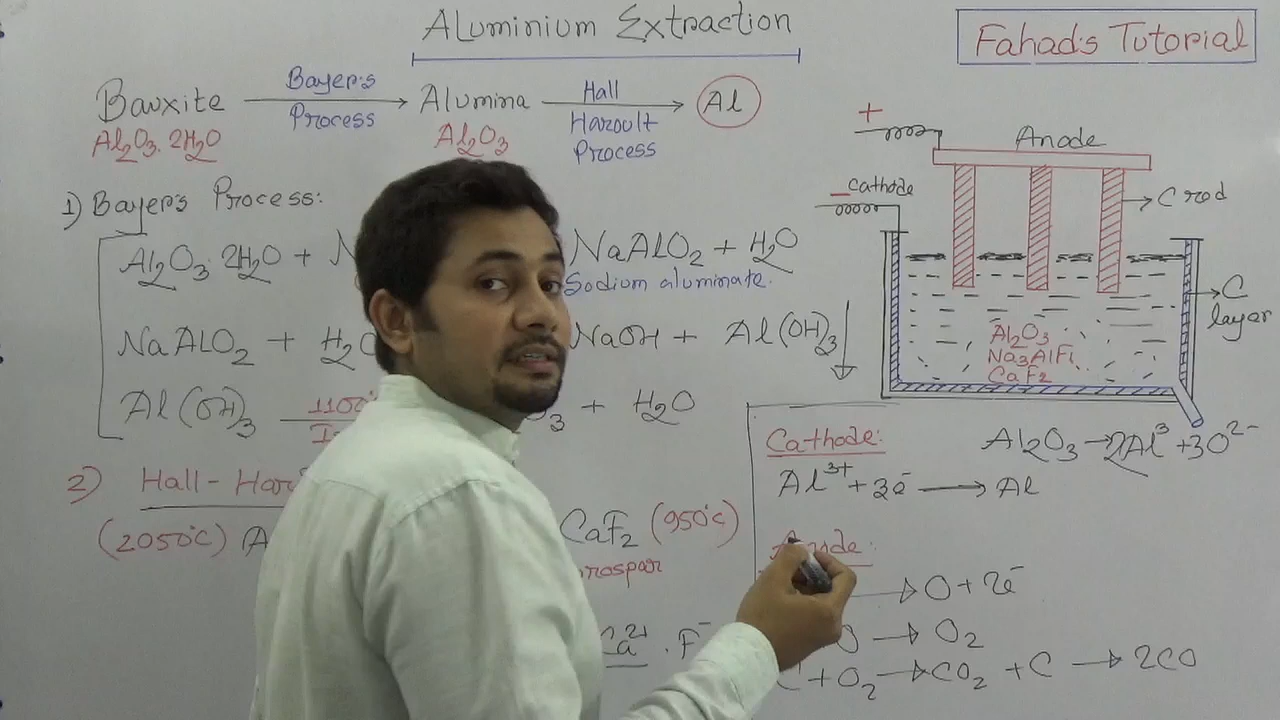 Aluminium Extraction
Fahad's Tutorial
Bauxite Bayer's Process Alumina Hall Haroult Process Al
Al2O3.2H2O Al2O3
1) Bayer's Process:
Al2O3.2H2O + NaAlO2 + H2O
Sodium aluminate.
NaAlO2 + H2O NaOH + Al(OH)3
Al(OH)3 1100°C + H2O
2) Hall-
(2050°C) CaF2 (950°C)
Ca2+ . F-
+ Anode
- cathode
→ C rod
→ C layer
Al2O3
Na3AlF6
CaF2
Cathode:
Al2O3 → 2Al3 + 3O2-
Al3+ + 3e- → Al
Anode:
→ O + 2e-
→ O2
C + O2 → CO2 + C → 2CO